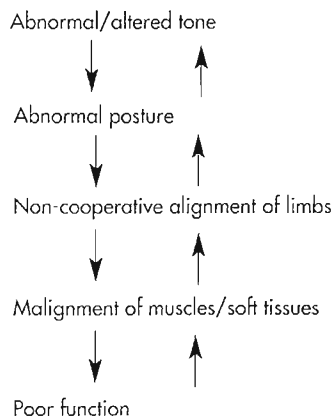 Abnormal/altered tone
Abnormal posture
Non-cooperative alignment of limbs
Malignment of muscles/soft tissues
Poor function